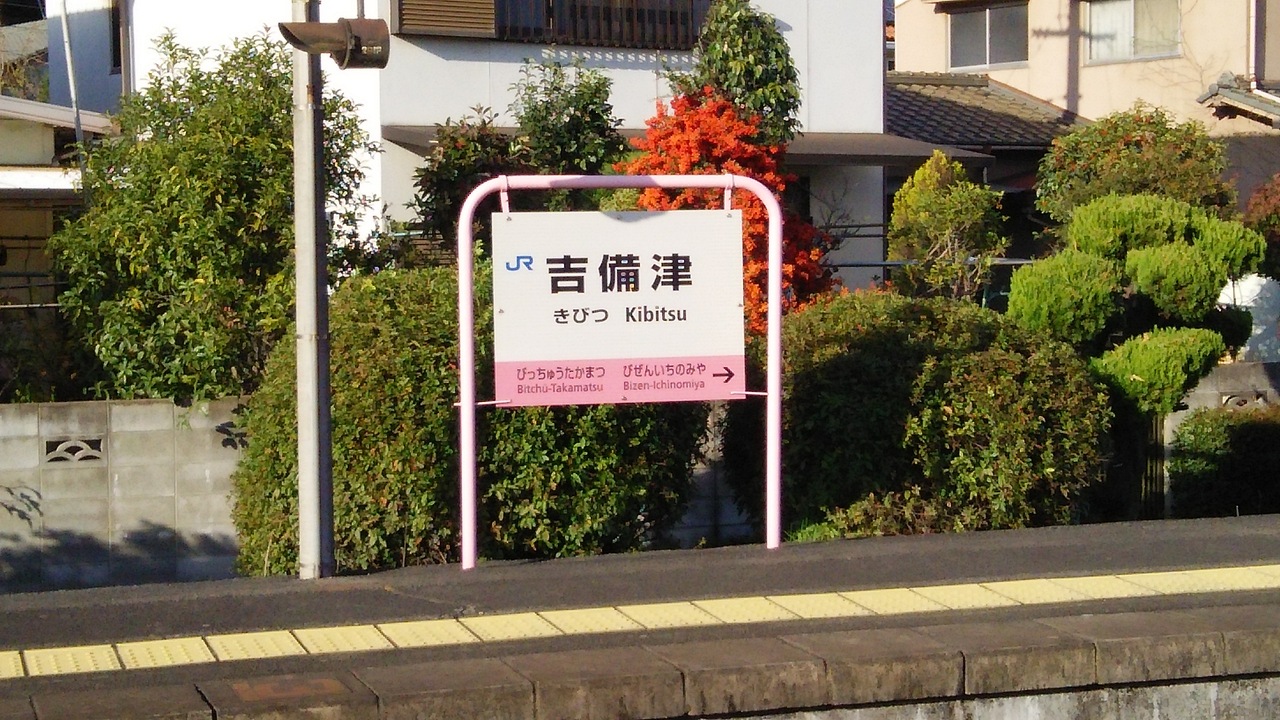 JR 吉備津
きびつ Kibitsu
びっちゅうたかまつ びぜんいちのみや →
Bitchū-Takamatsu Bizen-Ichinomiya